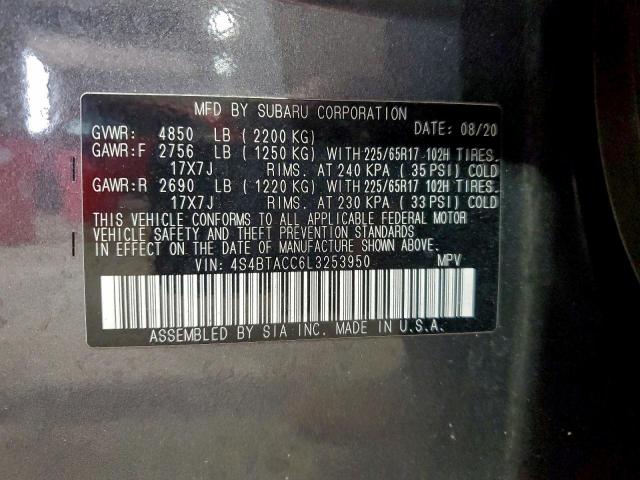 MFD BY SUBARU CORPORATION
GVWR: 4850 LB (2200 KG) DATE: 08/20
GAWR:F 2756 LB (1250 KG) WITH 225/65R17 102H TIRES.
17X7J RIMS. AT 240 KPA (35 PSI) COLD
GAWR:R 2690 LB (1220 KG) WITH 225/65R17 102H TIRES.
17X7J RIMS. AT 230 KPA (33 PSI) COLD
THIS VEHICLE CONFORMS TO ALL APPLICABLE FEDERAL MOTOR
VEHICLE SAFETY AND THEFT PREVENTION STANDARDS
IN EFFECT ON THE DATE OF MANUFACTURE SHOWN ABOVE.
VIN: 4S4BTACC6L3253950 MPV
ASSEMBLED BY SIA INC. MADE IN U.S.A.